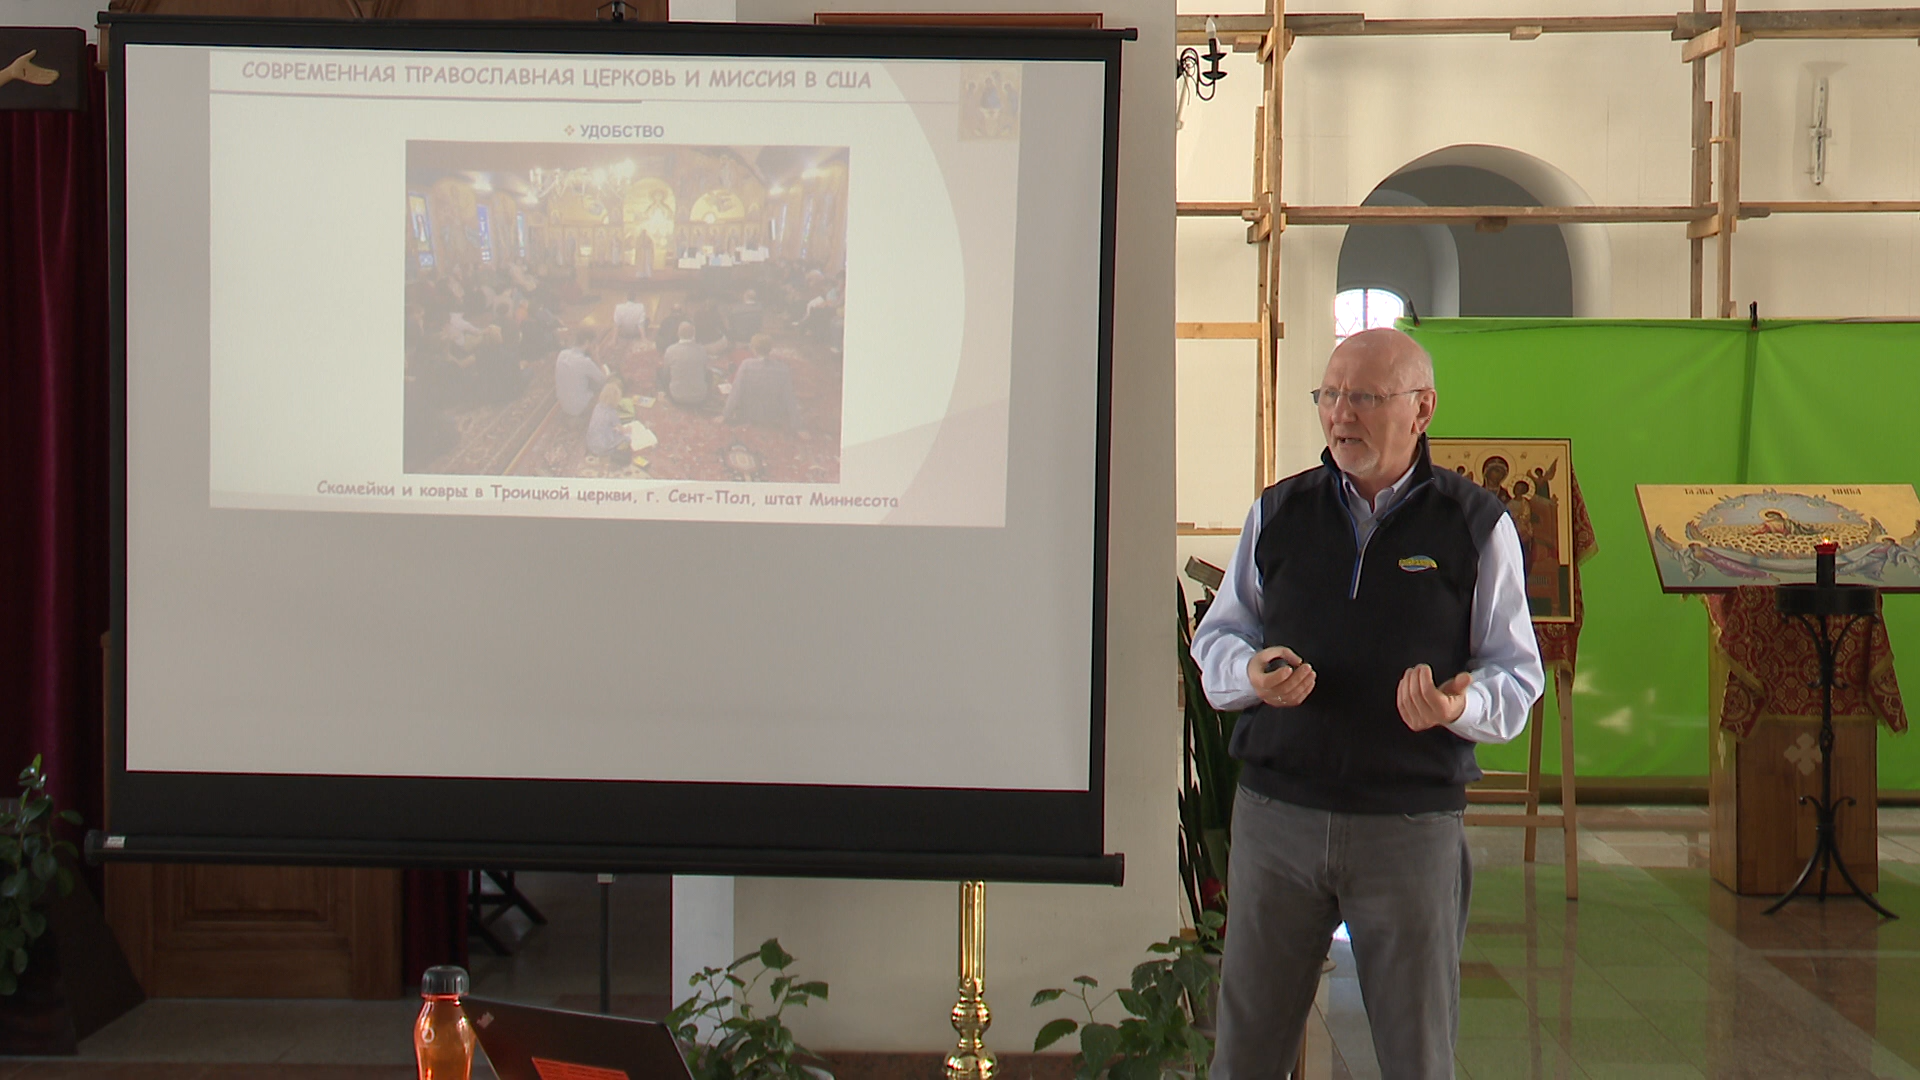 СОВРЕМЕННАЯ ПРАВОСЛАВНАЯ ЦЕРКОВЬ И МИССИЯ В США
УДОБСТВО
Скамейки и ковры в Троицкой церкви, г. Сент-Пол, штат Миннесота